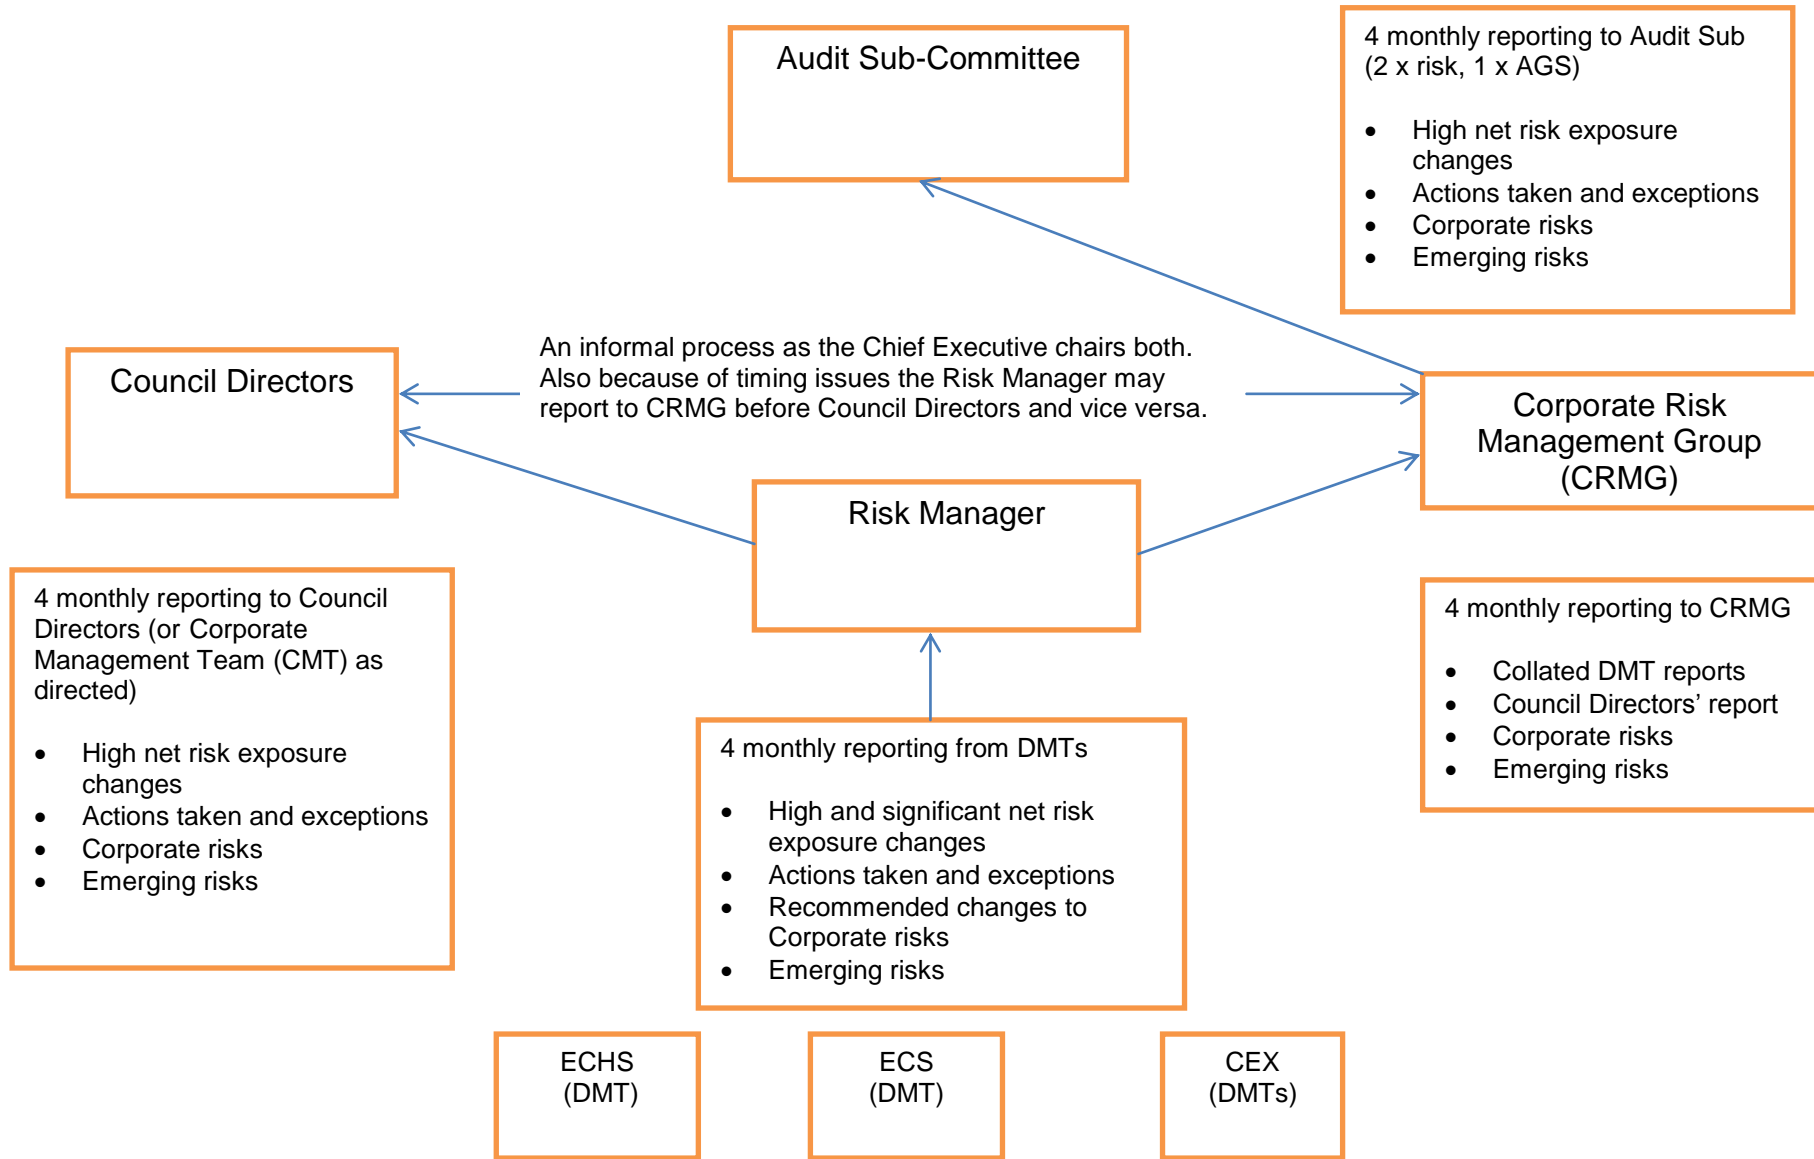 Audit Sub-Committee
4 monthly reporting to Audit Sub
(2 x risk, 1 x AGS)
• High net risk exposure
changes
• Actions taken and exceptions
• Corporate risks
• Emerging risks
Council Directors
An informal process as the Chief Executive chairs both.
Also because of timing issues the Risk Manager may
report to CRMG before Council Directors and vice versa.
Corporate Risk
Management Group
(CRMG)
Risk Manager
4 monthly reporting to Council
Directors (or Corporate
Management Team (CMT) as
directed)
• High net risk exposure
changes
• Actions taken and exceptions
• Corporate risks
• Emerging risks
4 monthly reporting from DMTs
• High and significant net risk
exposure changes
• Actions taken and exceptions
• Recommended changes to
Corporate risks
• Emerging risks
4 monthly reporting to CRMG
• Collated DMT reports
• Council Directors’ report
• Corporate risks
• Emerging risks
ECHS
(DMT)
ECS
(DMT)
CEX
(DMTs)